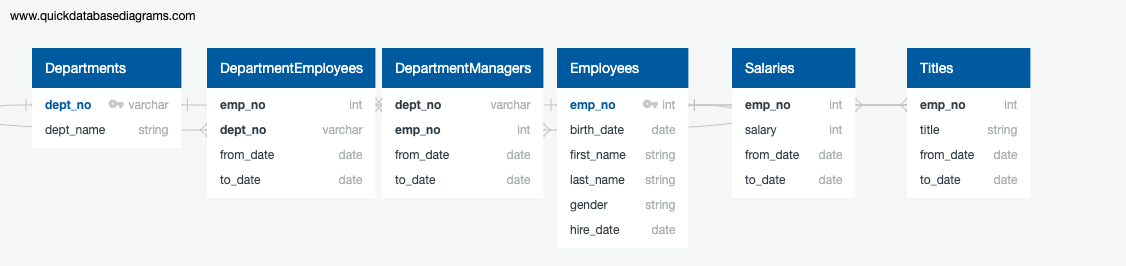 www.quickdatabasediagrams.com
Departments
dept_no varchar
dept_name string
DepartmentEmployees
emp_no int
dept_no varchar
from_date date
to_date date
DepartmentManagers
dept_no varchar
emp_no int
from_date date
to_date date
Employees
emp_no int
birth_date date
first_name string
last_name string
gender string
hire_date date
Salaries
emp_no int
salary int
from_date date
to_date date
Titles
emp_no int
title string
from_date date
to_date date